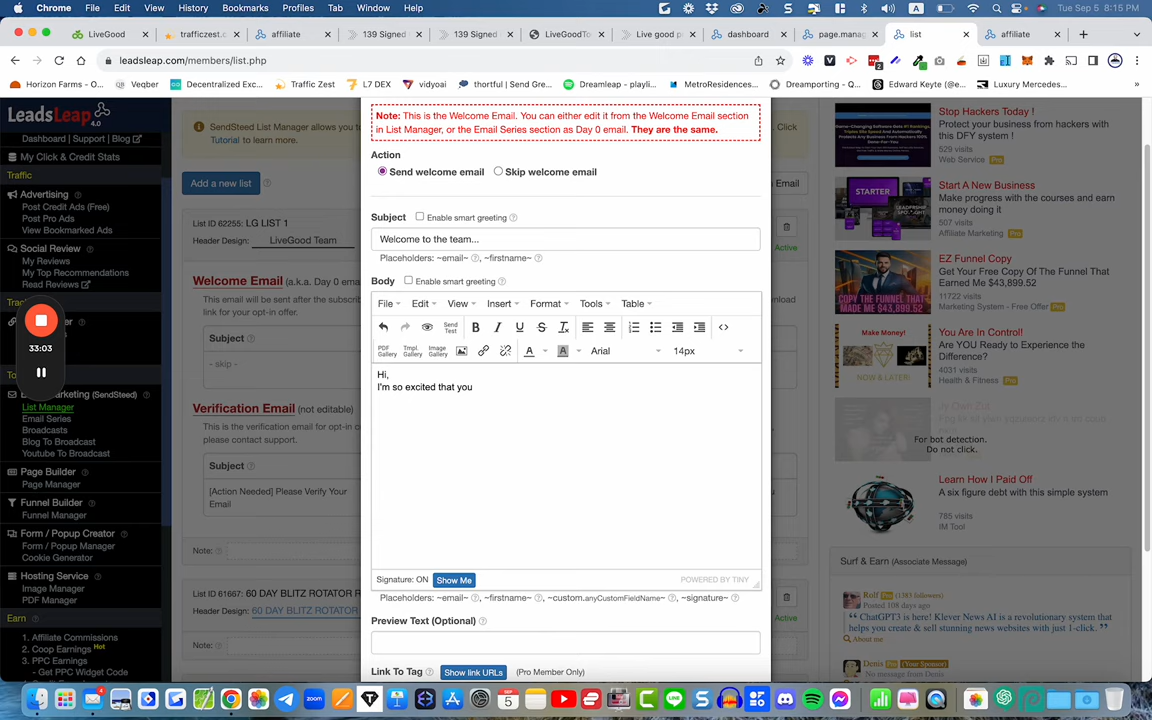 Chrome File Edit View History Bookmarks Profiles Tab Window Help
Tue Sep 5 8:15 PM
LiveGood
trafficzest.c
affiliate
139 Signed
139 Signed
LiveGoodTo
Live good p
dashboard
page.mana
list
affiliate
leadsleap.com/members/list.php
Horizon Farms - O...
Veqber
Decentralized Exc...
Traffic Zest
L7 DEX
vidyoai
thortful | Send Gre...
Dreamleap - playli...
MetroResidences...
Dreamporting - Q...
Edward Keyte (@e...
Luxury Mercedes...
LeadsLeap
Dashboard | Support | Blog
My Click & Credit Stats
Traffic
Advertising
Post Credit Ads (Free)
Post Pro Ads
View Bookmarked Ads
Social Review
My Reviews
My Top Recommendations
Read Reviews
33:03
Marketing (SendSteed)
List Manager
Email Series
Broadcasts
Blog To Broadcast
Youtube To Broadcast
Page Builder
Page Manager
Funnel Builder
Funnel Manager
Form / Popup Creator
Form / Popup Manager
Cookie Generator
Hosting Service
Image Manager
PDF Manager
Earn
1. Affiliate Commissions
2. Coop Earnings Hot
3. PPC Earnings
- Get PPC Widget Code
SendSteed List Manager allows you to
Tutorial to learn more.
Click
Add a new list
Email
List ID 62255: LG LIST 1
Header Design: LiveGood Team
Active
Welcome Email (a.k.a. Day 0 email
This email will be sent after the subscribe
link for your opt-in offer.
wnload
Subject
- skip -
Verification Email (not editable)
This is the verification email for opt-in co
please contact support.
Subject
[Action Needed] Please Verify Your
Email
Note:
List ID 61667: 60 DAY BLITZ ROTATOR R
Header Design: 60 DAY BLITZ ROTATOR
Active
Note:
Note: This is the Welcome Email. You can either edit it from the Welcome Email section
in List Manager, or the Email Series section as Day 0 email. They are the same.
Action
Send welcome email Skip welcome email
Subject Enable smart greeting
Welcome to the team...
Placeholders: ~email~ , ~firstname~
Body Enable smart greeting
File Edit View Insert Format Tools Table
Send Test
PDF Gallery Tmpl. Gallery Image Gallery Arial 14px
Hi,
I'm so excited that you
Signature: ON Show Me
POWERED BY TINY
Placeholders: ~email~ , ~firstname~ , ~custom.anyCustomFieldName~ , ~signature~
Preview Text (Optional)
Link To Tag Show link URLs (Pro Member Only)
Stop Hackers Today !
Protect your business from hackers with
this DFY system !
529 visits
Web Service Pro
Start A New Business
Make progress with the courses and earn
money doing it
507 visits
Affiliate Marketing Pro
EZ Funnel Copy
Get Your Free Copy Of The Funnel That
Earned Me $43,899.52
11722 visits
Marketing System - Free Offer Pro
You Are In Control!
Are YOU Ready to Experience the
Difference?
4031 visits
Health & Fitness Pro
For bot detection.
Do not click.
Learn How I Paid Off
A six figure debt with this simple system
785 visits
IM Tool
Surf & Earn (Associate Message)
Rolf Pro (1383 followers)
Posted 108 days ago
ChatGPT3 is here! Klever News AI is a revolutionary system that
helps you create & sell stunning news websites with just 1-click.
About me
Denis Pro (Your Sponsor)
No message from Denis